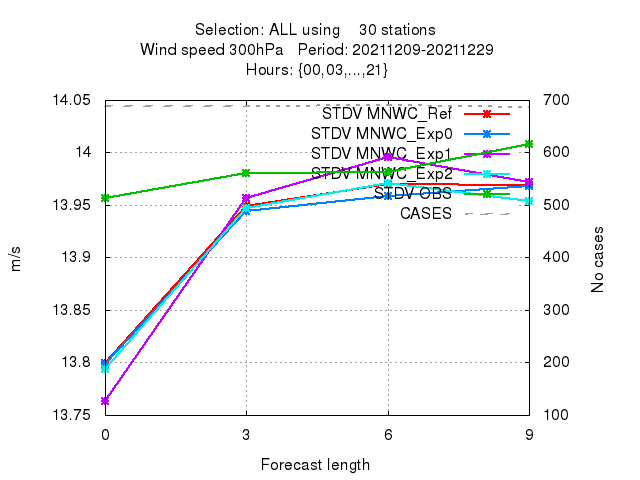 Selection: ALL using 30 stations
Wind speed 300hPa Period: 20211209-20211229
Hours: {00,03,...,21}
14.05
14
13.95
13.9
13.85
13.8
13.75
700
600
500
400
300
200
100
STDV MNWC_Ref
STDV MNWC_Exp0
STDV MNWC_Exp1
STDV MNWC_Exp2
STDV OBS
CASES
m/s
No cases
0 3 6 9
Forecast length